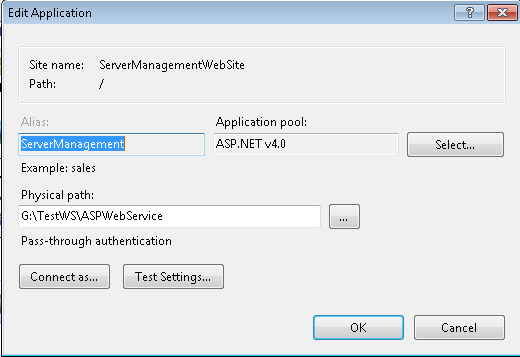 Edit Application
?
Site name: ServerManagementWebSite
Path: /
Alias: Application pool:
ServerManagement ASP.NET v4.0 Select...
Example: sales
Physical path:
G:\TestWS\ASPWebService ...
Pass-through authentication
Connect as... Test Settings...
OK Cancel